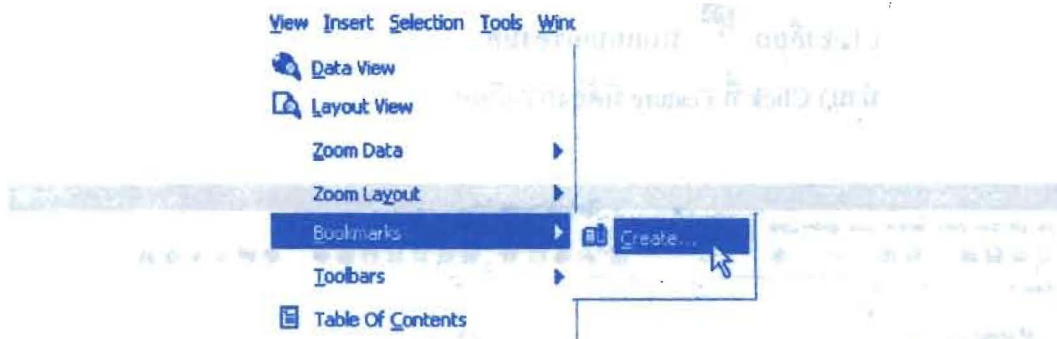 View Insert Selection Tools Winc
Data View
Layout View
Zoom Data
Zoom Layout
Bookmarks
Create...
Toolbars
Table Of Contents